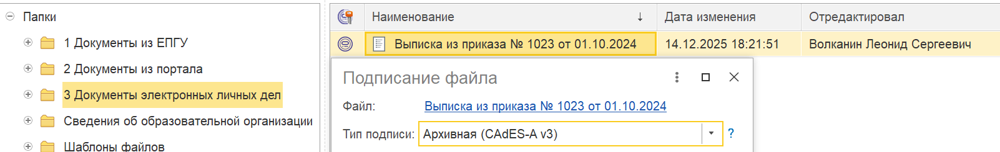 Папки
1 Документы из ЕПГУ
2 Документы из портала
3 Документы электронных личных дел
Сведения об образовательной организации
Шаблоны файлов
Наименование ↓ Дата изменения Отредактировал
Выписка из приказа № 1023 от 01.10.2024 14.12.2025 18:21:51 Волканин Леонид Сергеевич
Подписание файла
Файл: Выписка из приказа № 1023 от 01.10.2024
Тип подписи: Архивная (CAdES-A v3) ?